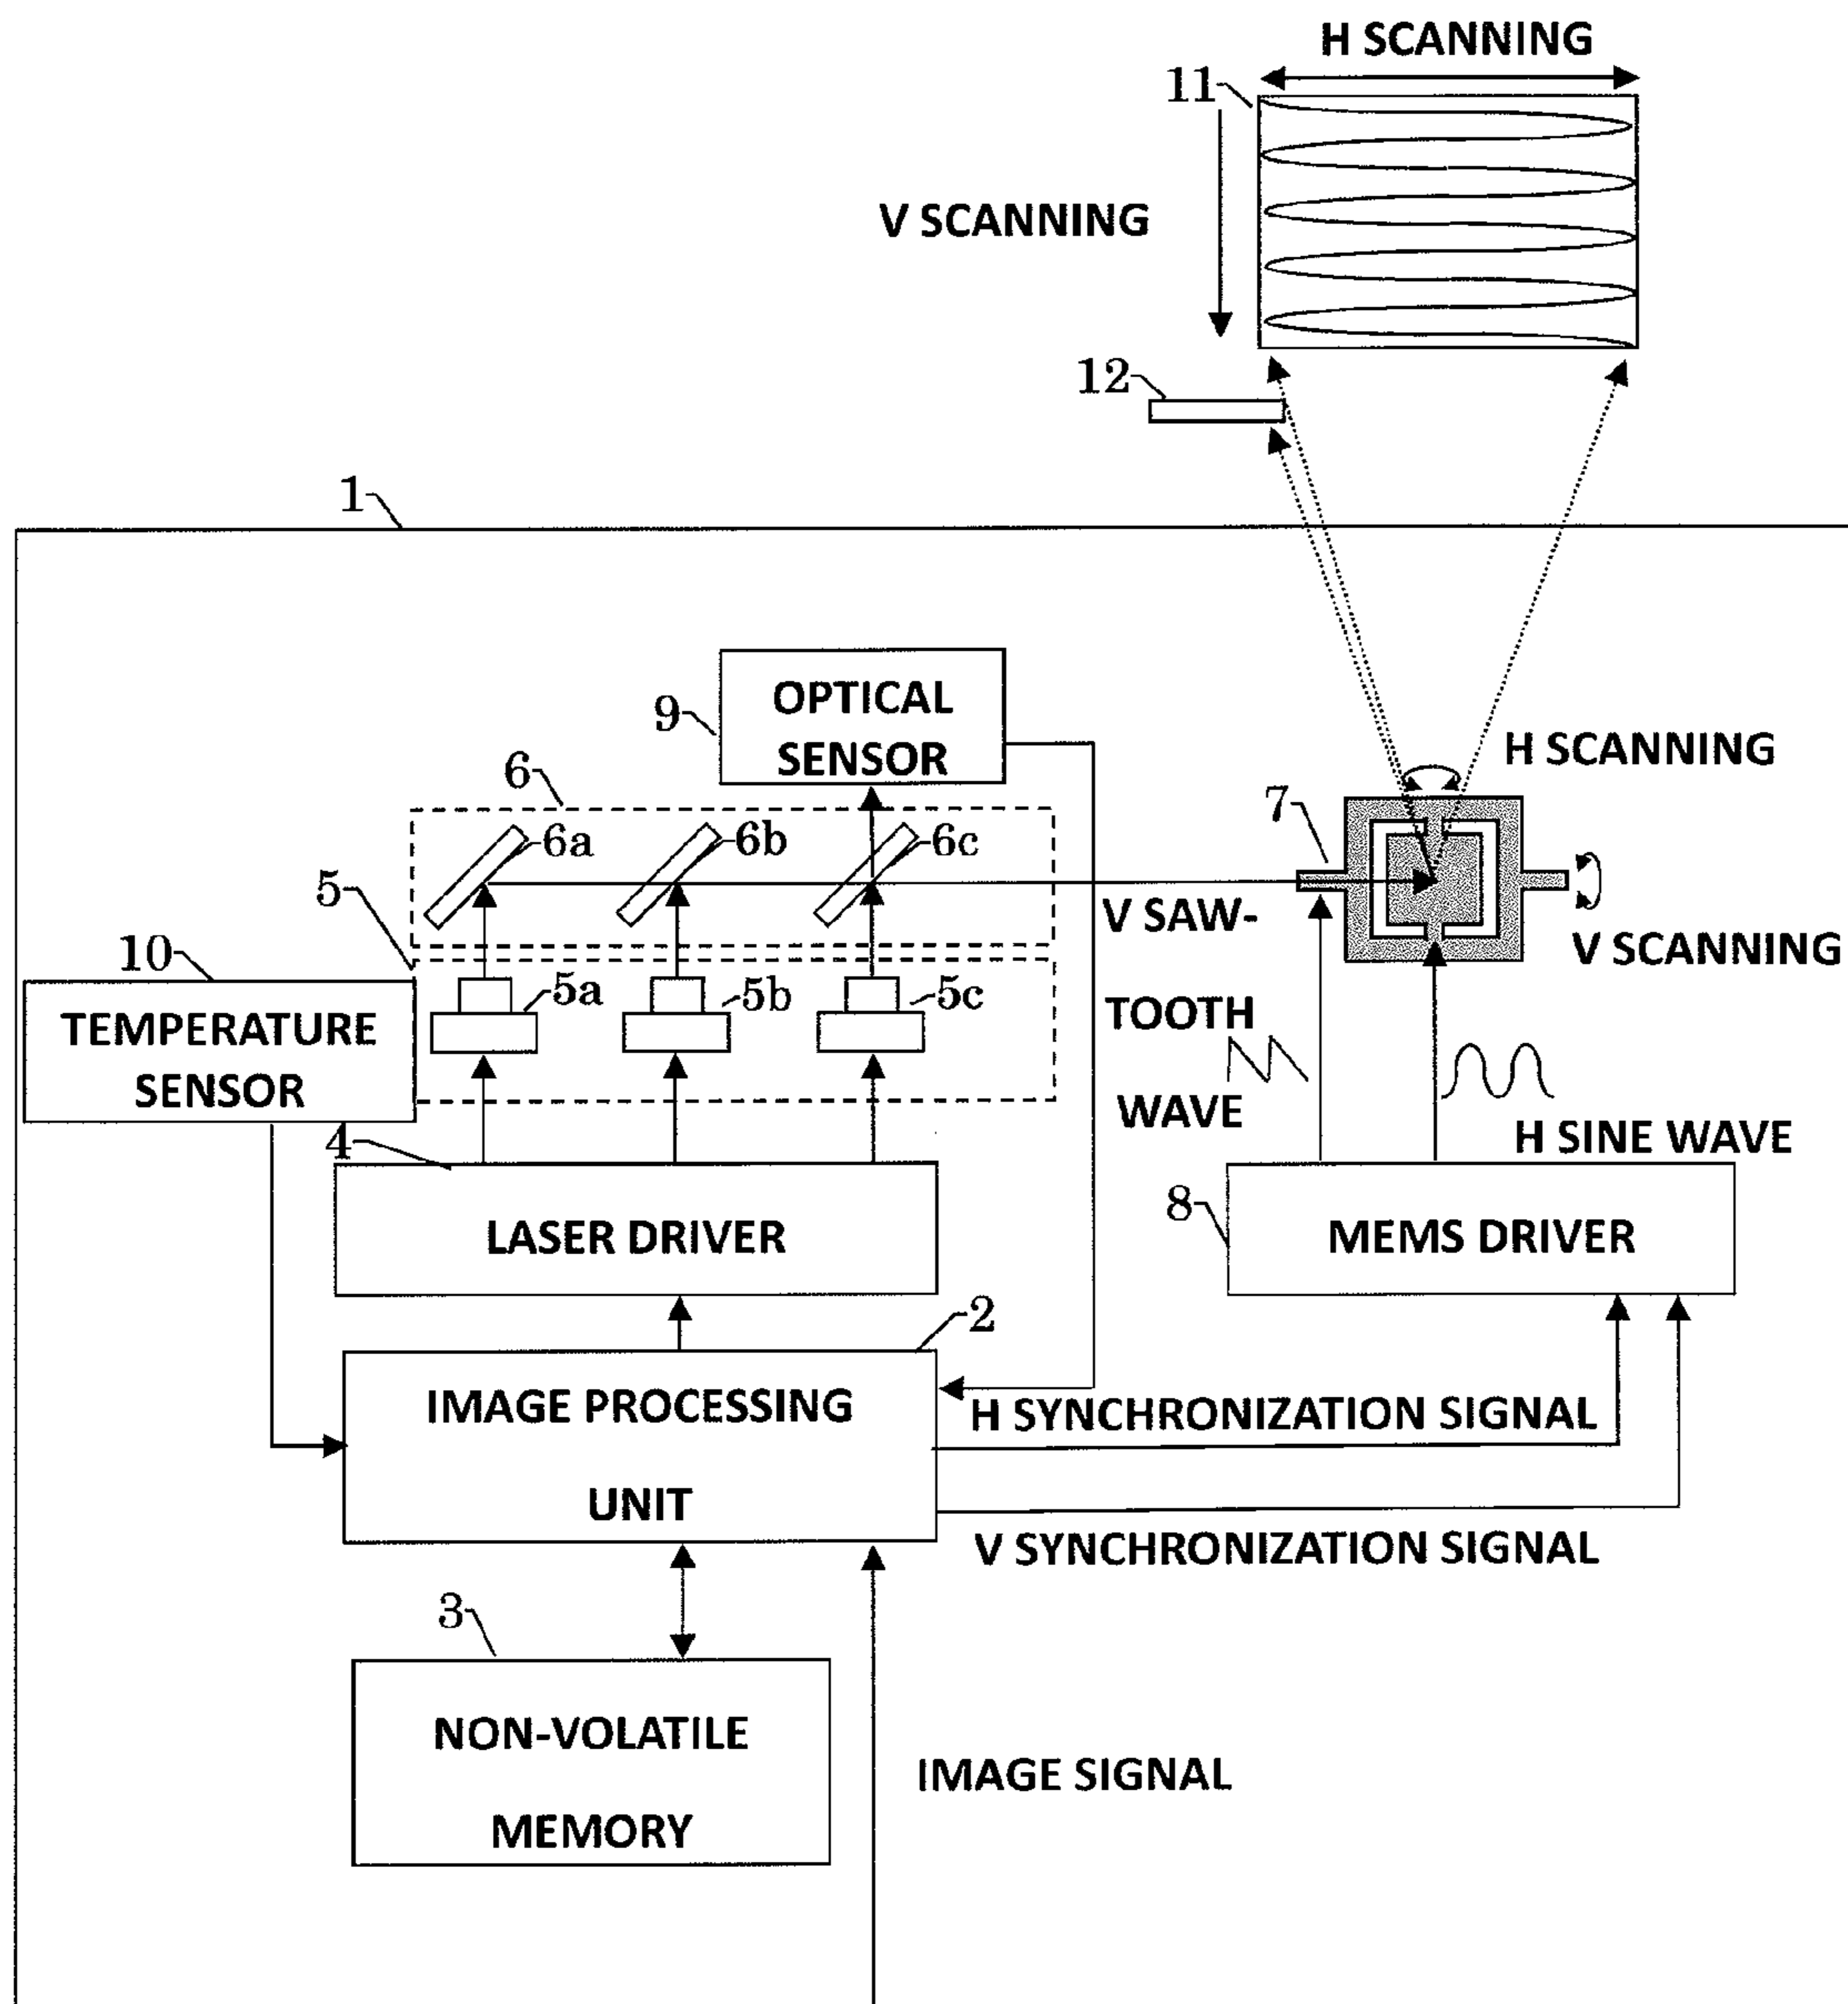 H SCANNING
11
V SCANNING
12
1
OPTICAL
SENSOR
9
H SCANNING
6
7
6a
6b
6c
5
V SAW-
TOOTH
WAVE
V SCANNING
10
5a
5b
5c
TEMPERATURE
SENSOR
H SINE WAVE
4
LASER DRIVER
8
MEMS DRIVER
2
IMAGE PROCESSING
UNIT
H SYNCHRONIZATION SIGNAL
V SYNCHRONIZATION SIGNAL
3
NON-VOLATILE
MEMORY
IMAGE SIGNAL